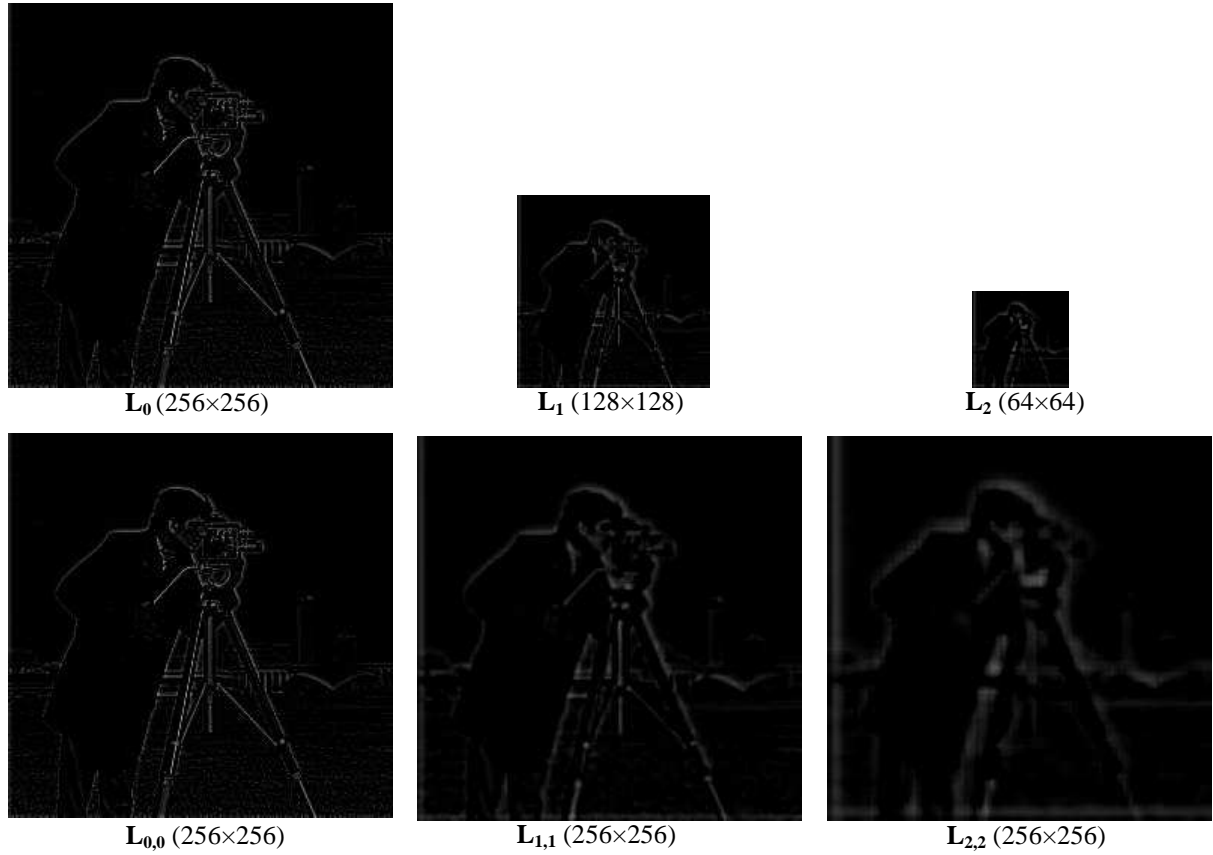 L₀ (256×256)
L₁ (128×128)
L₂ (64×64)
L₀,₀ (256×256)
L₁,₁ (256×256)
L₂,₂ (256×256)